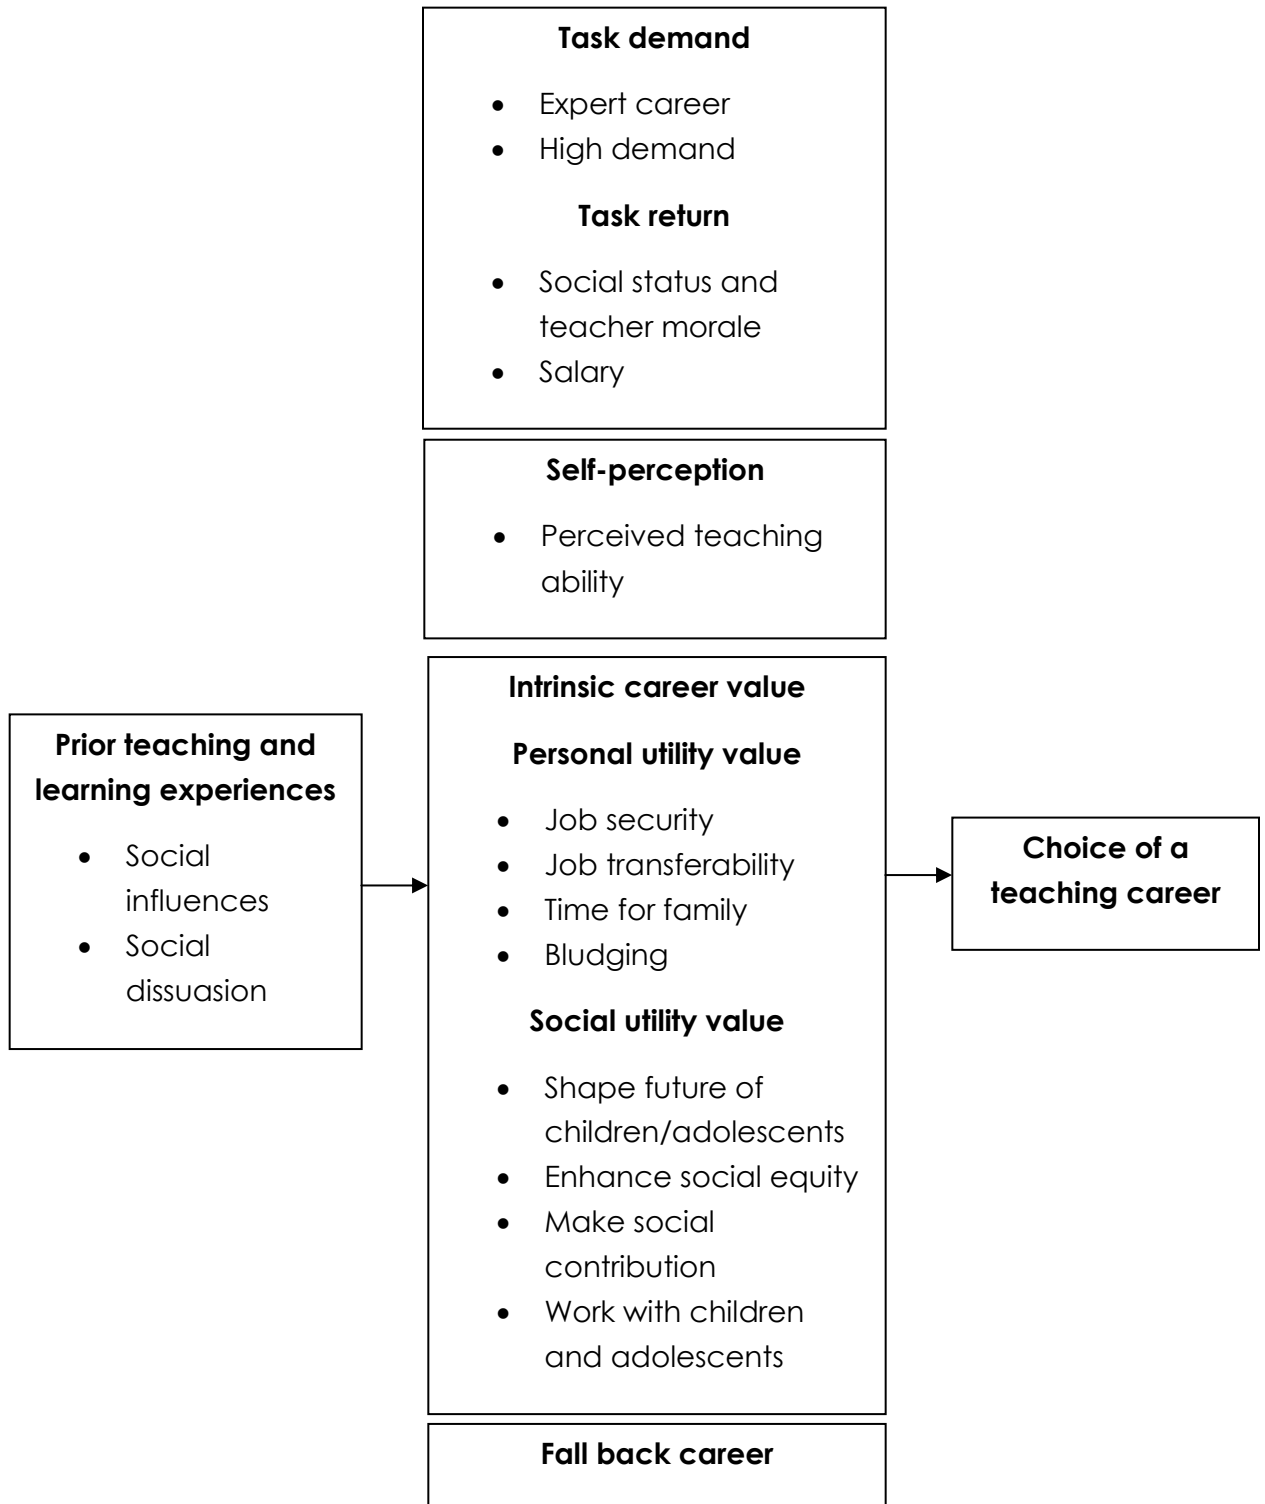 Task demand
• Expert career
• High demand
Task return
• Social status and
teacher morale
• Salary
Self-perception
• Perceived teaching
ability
Prior teaching and
learning experiences
• Social
influences
• Social
dissuasion
Intrinsic career value
Personal utility value
• Job security
• Job transferability
• Time for family
• Bludging
Social utility value
• Shape future of
children/adolescents
• Enhance social equity
• Make social
contribution
• Work with children
and adolescents
Choice of a
teaching career
Fall back career